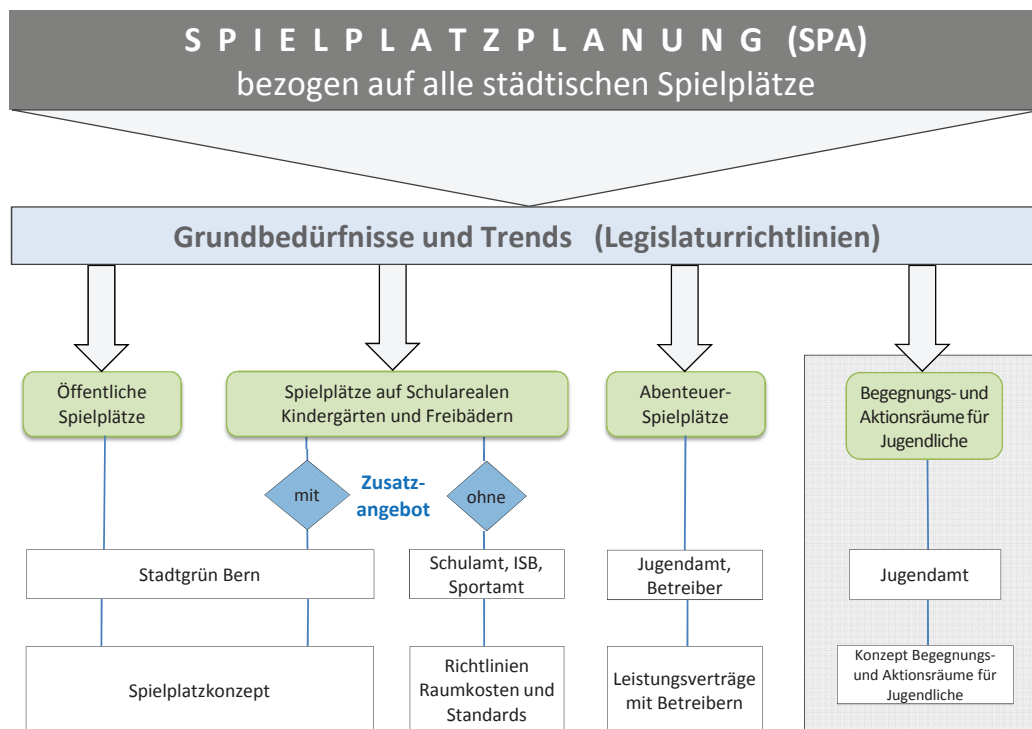 SPIELPLATZPLANUNG (SPA)
bezogen auf alle städtischen Spielplätze
Grundbedürfnisse und Trends (Legislaturrichtlinien)
Öffentliche
Spielplätze
Spielplätze auf Schularealen
Kindergärten und Freibädern
Abenteuer-
Spielplätze
Begegnungs- und
Aktionsräume für
Jugendliche
mit
Zusatz-
angebot
ohne
Stadtgrün Bern
Schulamt, ISB,
Sportamt
Jugendamt,
Betreiber
Jugendamt
Spielplatzkonzept
Richtlinien
Raumkosten und
Standards
Leistungsverträge
mit Betreibern
Konzept Begegnungs-
und Aktionsräume für
Jugendliche